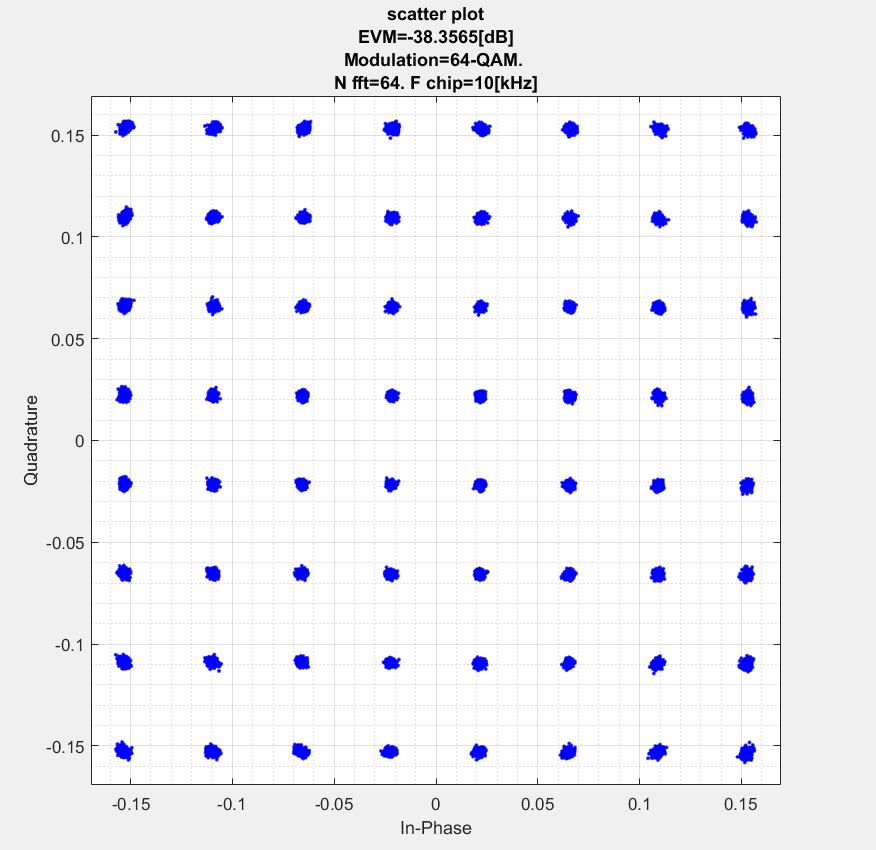 scatter plot
EVM=-38.3565[dB]
Modulation=64-QAM.
N fft=64. F chip=10[kHz]
0.15
0.1
0.05
0
-0.05
-0.1
-0.15
Quadrature
-0.15
-0.1
-0.05
0
0.05
0.1
0.15
In-Phase